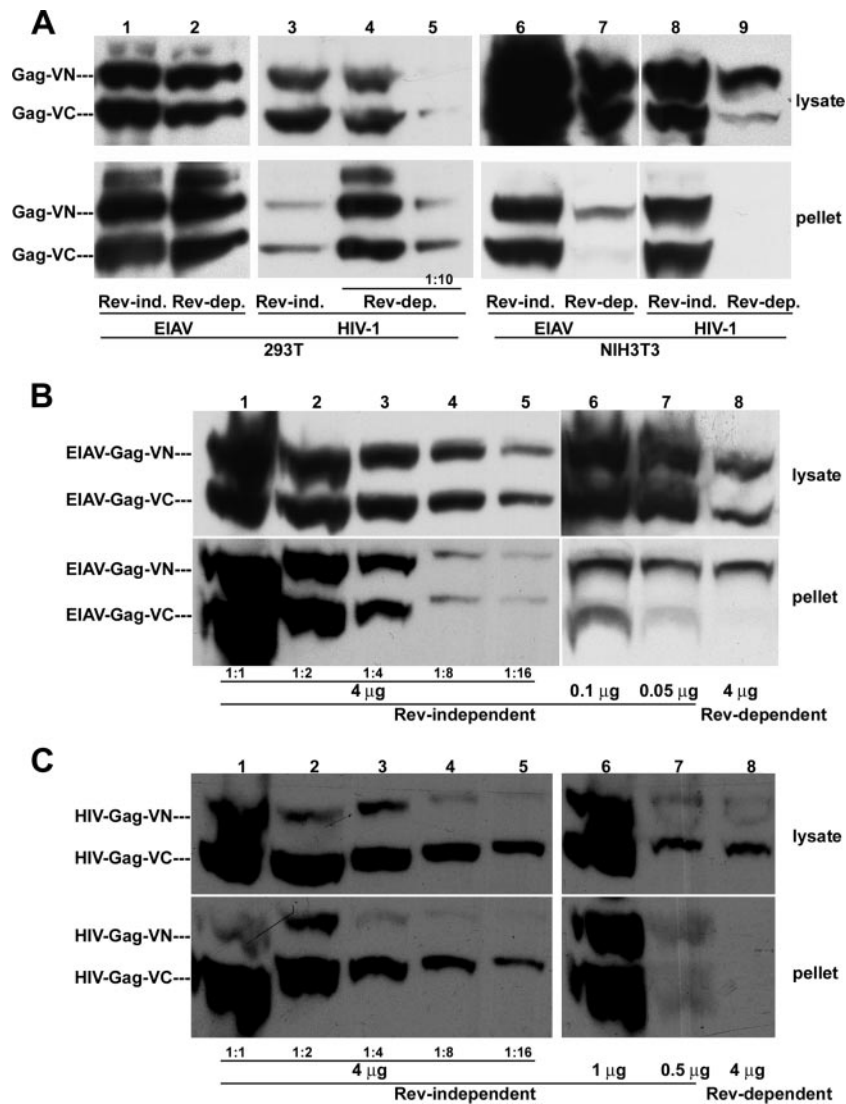 A
1 2 3 4 5 6 7 8 9
Gag-VN---
Gag-VC---
lysate
Gag-VN---
Gag-VC---
pellet
1:10
Rev-ind. Rev-dep. Rev-ind. Rev-dep. Rev-ind. Rev-dep. Rev-ind. Rev-dep.
EIAV HIV-1 EIAV HIV-1
293T NIH3T3
B
1 2 3 4 5 6 7 8
EIAV-Gag-VN---
EIAV-Gag-VC---
lysate
EIAV-Gag-VN---
EIAV-Gag-VC---
pellet
1:1 1:2 1:4 1:8 1:16
4 µg 0.1 µg 0.05 µg 4 µg
Rev-independent Rev-dependent
C
1 2 3 4 5 6 7 8
HIV-Gag-VN---
HIV-Gag-VC---
lysate
HIV-Gag-VN---
HIV-Gag-VC---
pellet
1:1 1:2 1:4 1:8 1:16
4 µg 1 µg 0.5 µg 4 µg
Rev-independent Rev-dependent